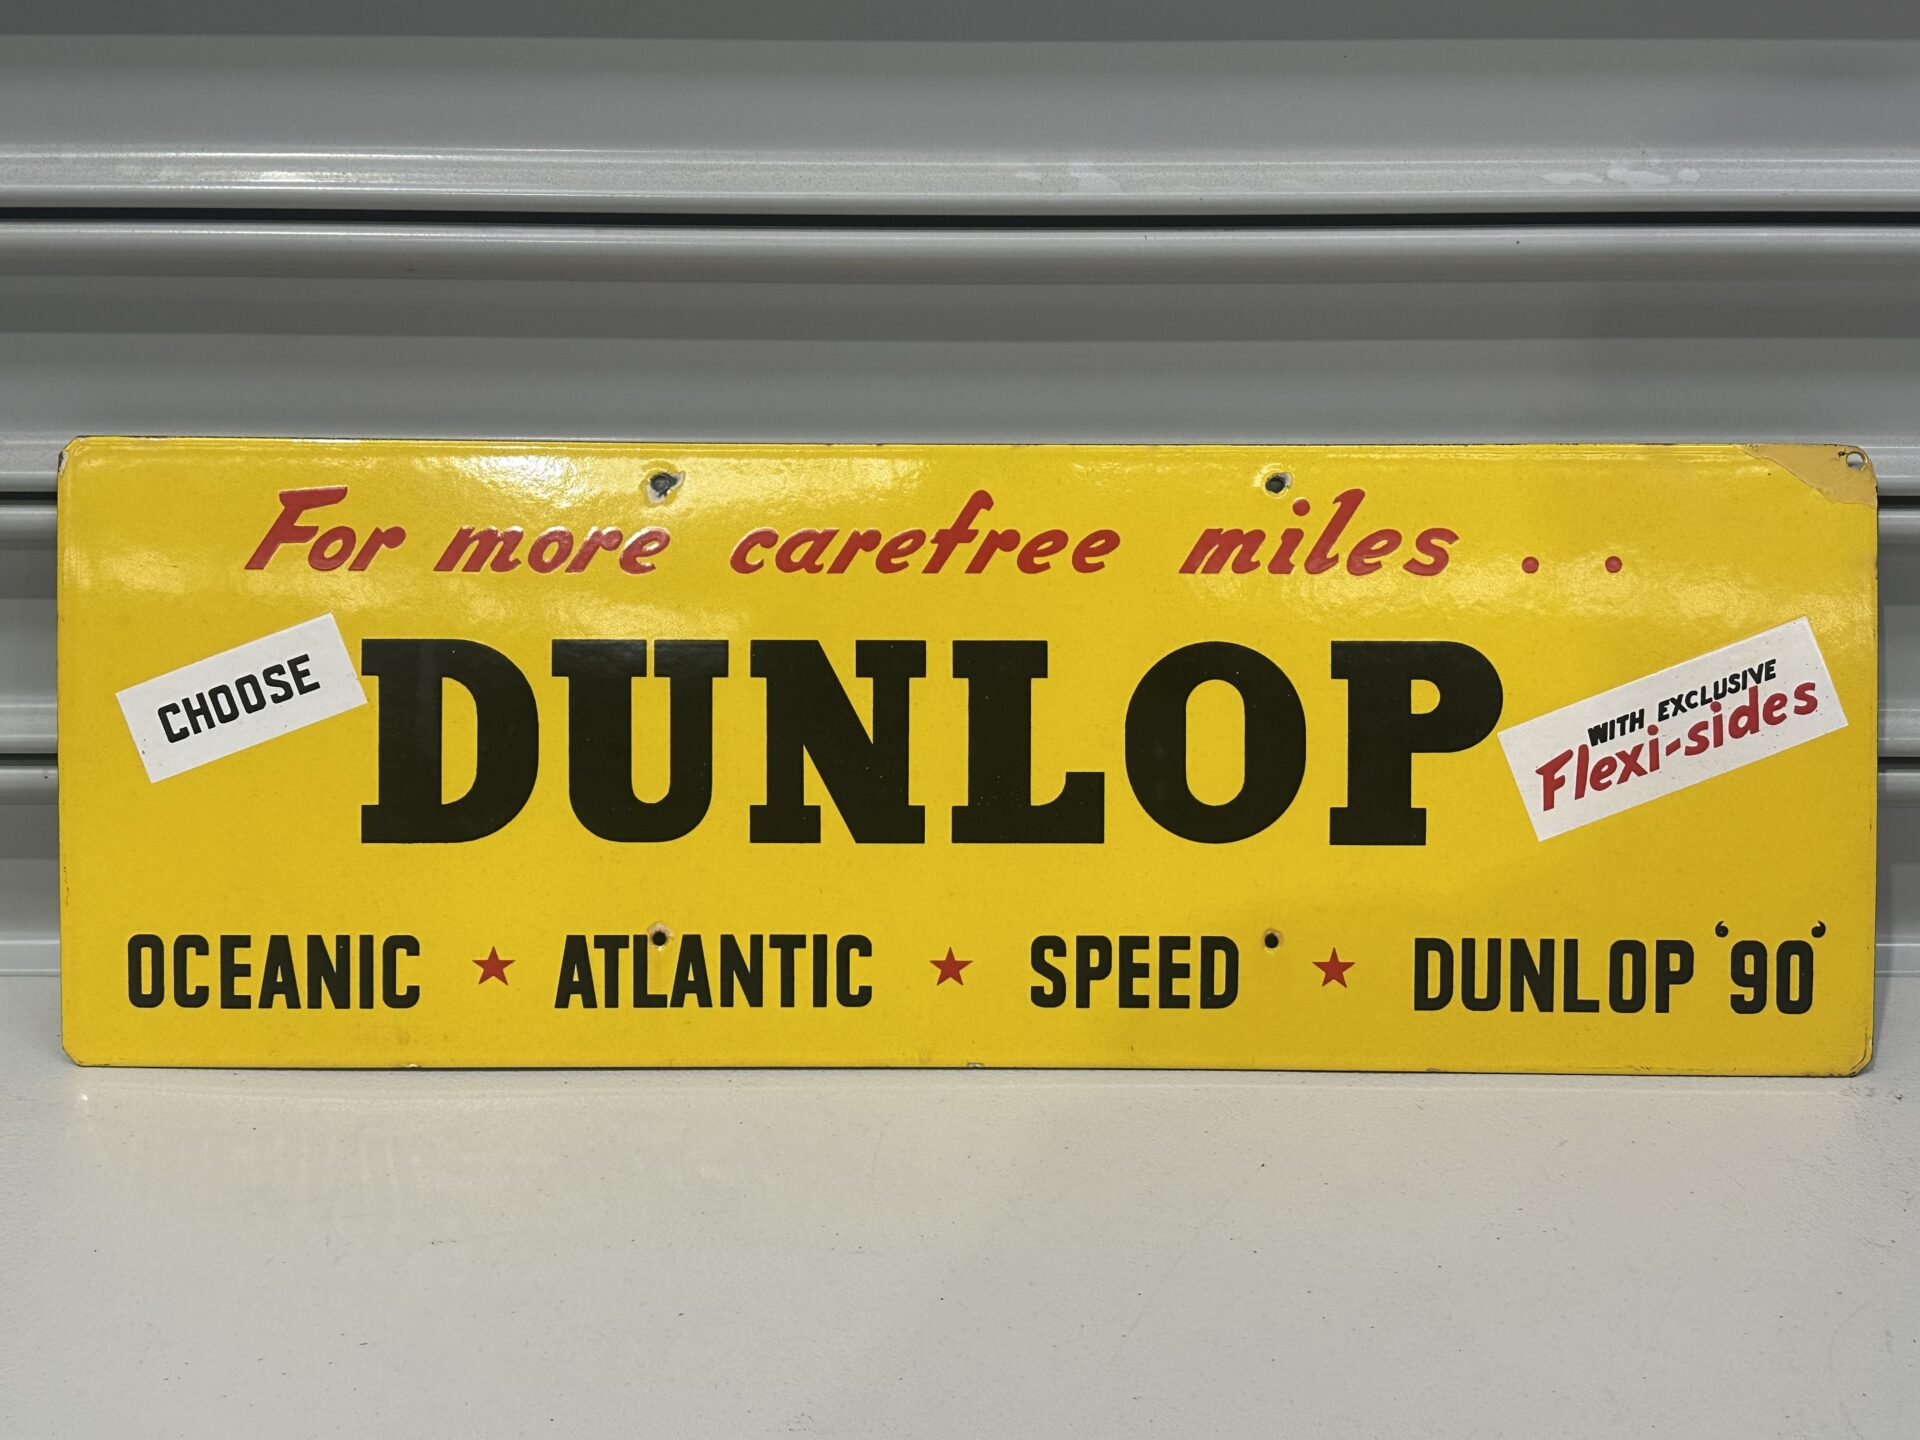 For more carefree miles . .
CHOOSE
DUNLOP
WITH EXCLUSIVE
Flexi-sides
OCEANIC ★ ATLANTIC ★ SPEED ★ DUNLOP ‘90’